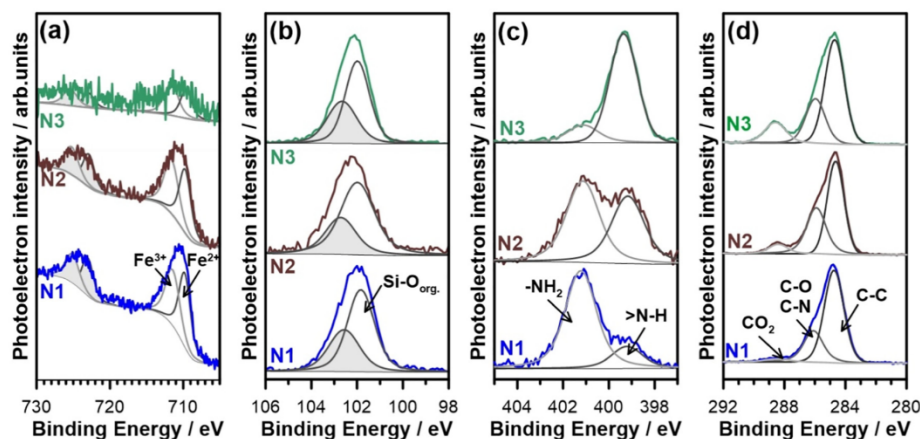 (a)
Photoelectron intensity / arb.units
N3
N2
Fe³⁺
Fe²⁺
N1
730 720 710
Binding Energy / eV
(b)
Photoelectron intensity / arb.units
N3
N2
Si-Oorg.
N1
106 104 102 100 98
Binding Energy / eV
(c)
Photoelectron intensity / arb.units
N3
N2
-NH₂
>N-H
N1
404 402 400 398
Binding Energy / eV
(d)
Photoelectron intensity / arb.units
N3
N2
C-O
C-N
C-C
CO₂
N1
292 288 284 280
Binding Energy / eV